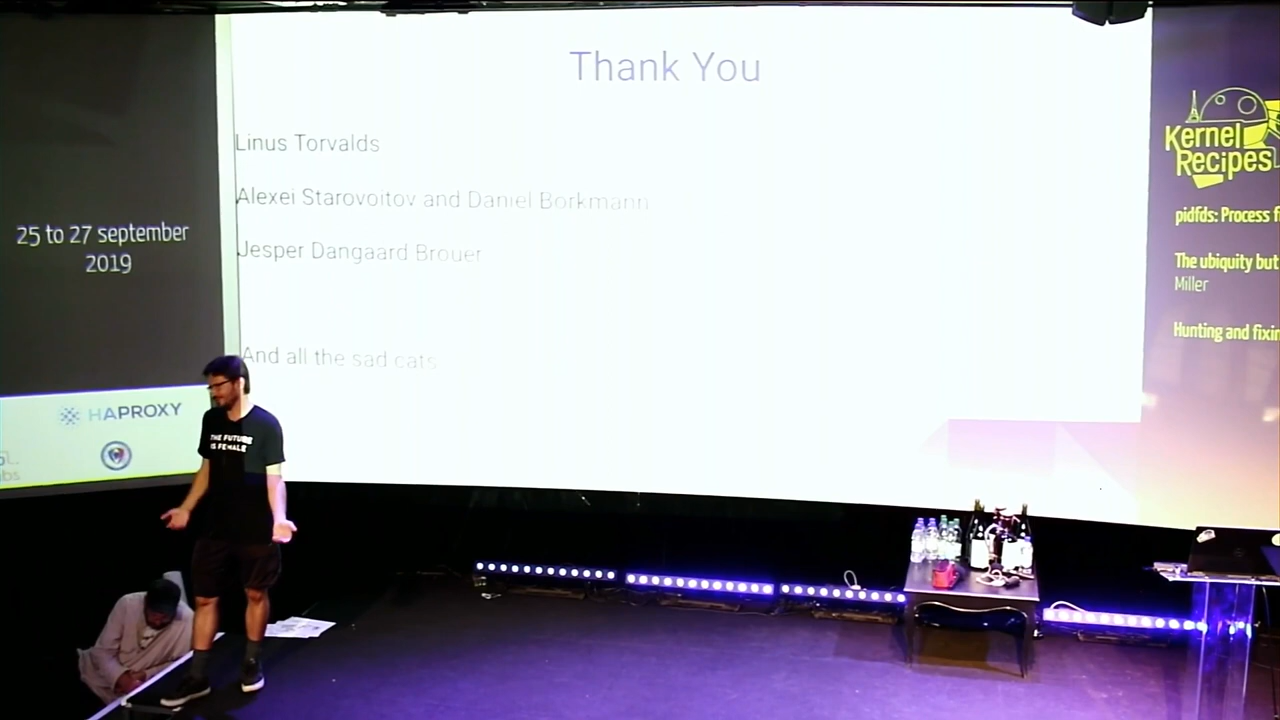 Thank You
Linus Torvalds
Alexei Starovoitov and Daniel Borkmann
Jesper Dangaard Brouer
And all the sad cats
25 to 27 september
2019
HAPROXY
THE FUTURE
IS FEMALE
Kernel
Recipes
pidfds: Process f
The ubiquity but
Miller
Hunting and fixin